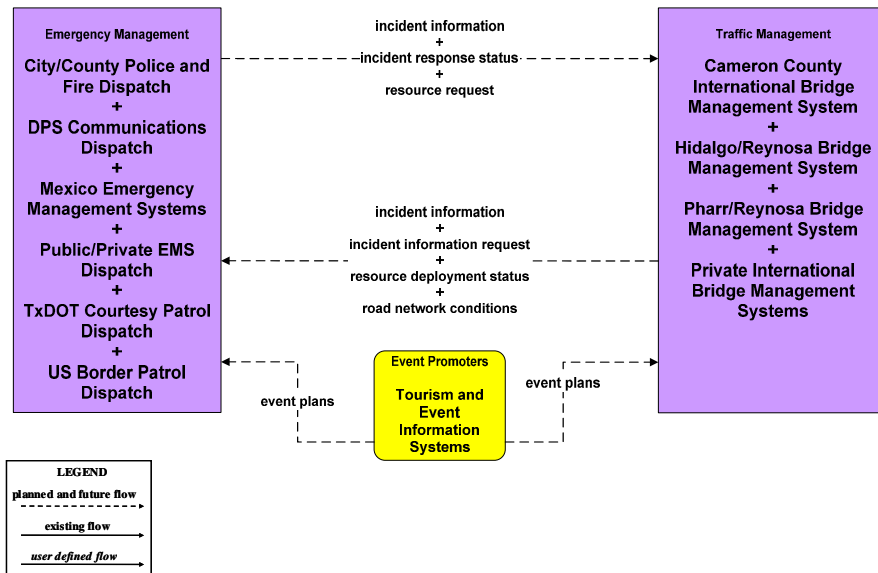 Emergency Management
City/County Police and
Fire Dispatch
+
DPS Communications
Dispatch
+
Mexico Emergency
Management Systems
+
Public/Private EMS
Dispatch
+
TxDOT Courtesy Patrol
Dispatch
+
US Border Patrol
Dispatch
incident information
+
incident response status
+
resource request
incident information
+
incident information request
+
resource deployment status
+
road network conditions
Traffic Management
Cameron County
International Bridge
Management System
+
Hidalgo/Reynosa Bridge
Management System
+
Pharr/Reynosa Bridge
Management System
+
Private International
Bridge Management
Systems
event plans
Event Promoters
Tourism and
Event
Information
Systems
event plans
LEGEND
planned and future flow
existing flow
user defined flow